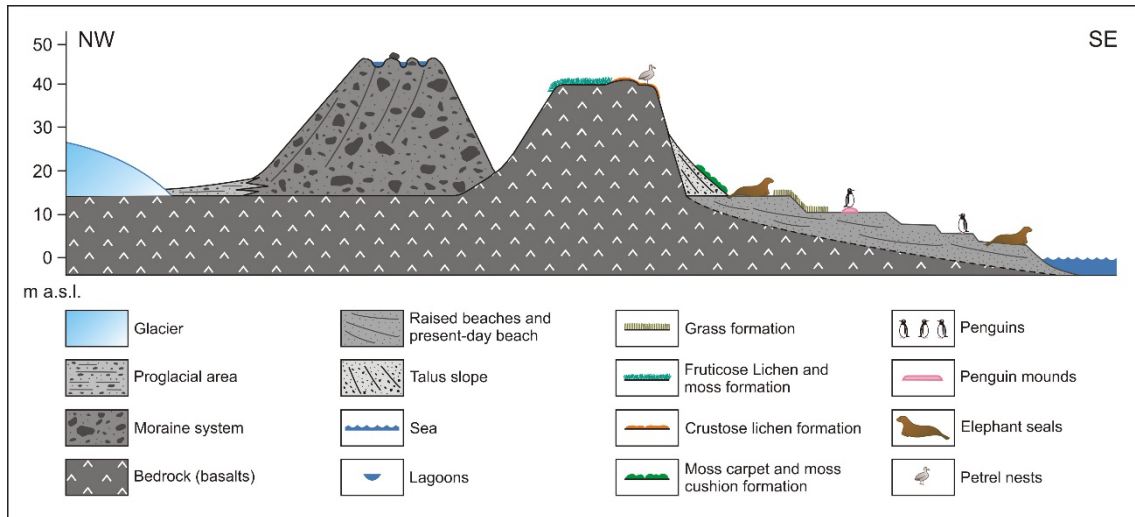 NW
SE
50
40
30
20
10
0
m a.s.l.
Glacier
Proglacial area
Moraine system
Bedrock (basalts)
Raised beaches and
present-day beach
Talus slope
Sea
Lagoons
Grass formation
Fruticose Lichen and
moss formation
Crustose lichen formation
Moss carpet and moss
cushion formation
Penguins
Penguin mounds
Elephant seals
Petrel nests